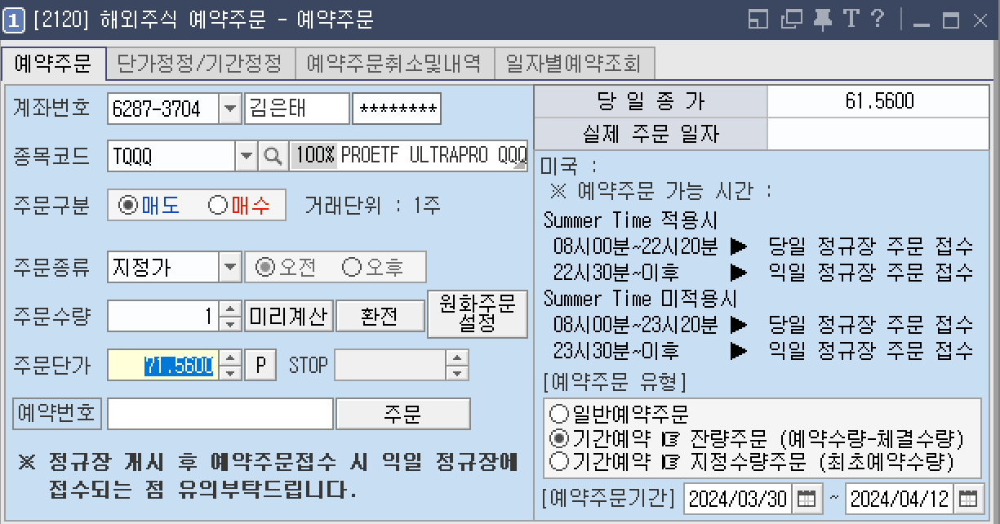 1 [2120] 해외주식 예약주문 - 예약주문 T ?
예약주문 단가정정/기간정정 예약주문취소및내역 일자별예약조회
계좌번호 6287-3704 김은태 ********
종목코드 TQQQ 100% PROETF ULTRAPRO QQQ
주문구분 매도 매수 거래단위 : 1주
주문종류 지정가 오전 오후
주문수량 1 미리계산 환전 원화주문
설정
주문단가 71.5600 P STOP
예약번호 주문
※ 정규장 개시 후 예약주문접수 시 익일 정규장에
접수되는 점 유의부탁드립니다.
당 일 종 가 61.5600
실제 주문 일자
미국 :
※ 예약주문 가능 시간 :
Summer Time 적용시
08시00분~22시20분 ▶ 당일 정규장 주문 접수
22시30분~이후 ▶ 익일 정규장 주문 접수
Summer Time 미적용시
08시00분~23시20분 ▶ 당일 정규장 주문 접수
23시30분~이후 ▶ 익일 정규장 주문 접수
[예약주문 유형]
일반예약주문
기간예약 ☞ 잔량주문 (예약수량-체결수량)
기간예약 ☞ 지정수량주문 (최초예약수량)
[예약주문기간] 2024/03/30 ~ 2024/04/12